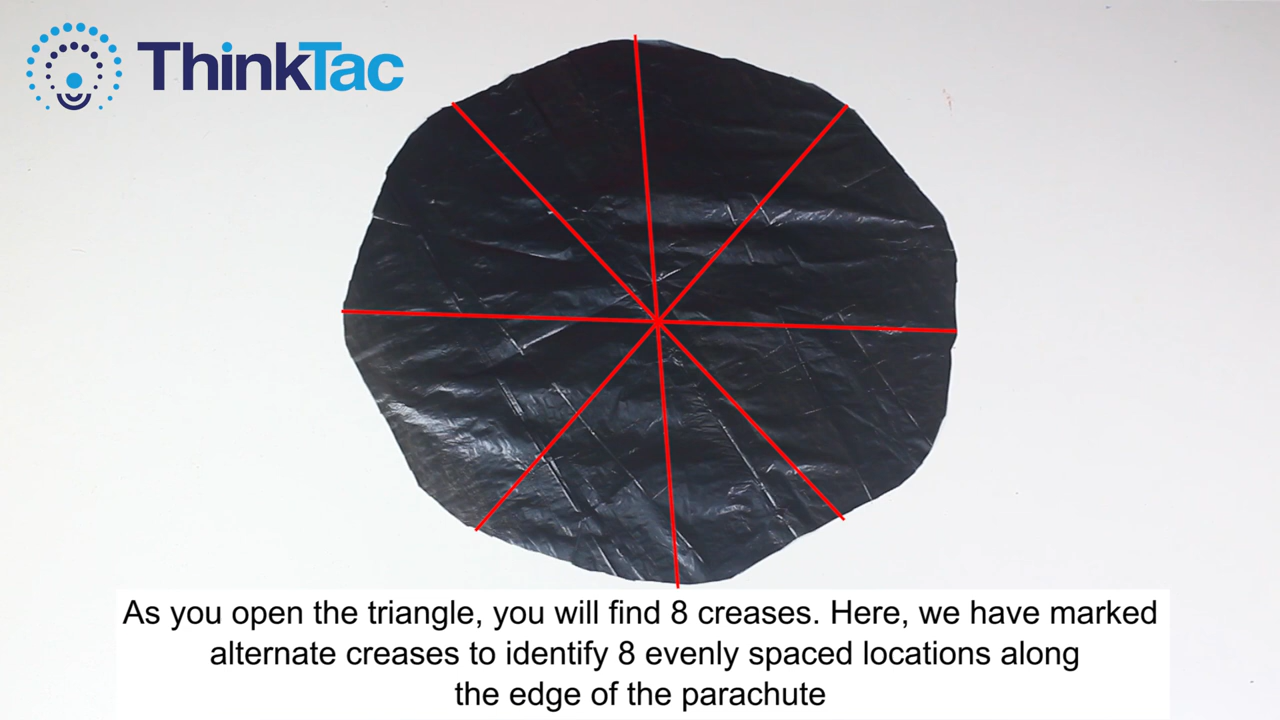 ThinkTac
As you open the triangle, you will find 8 creases. Here, we have marked
alternate creases to identify 8 evenly spaced locations along
the edge of the parachute